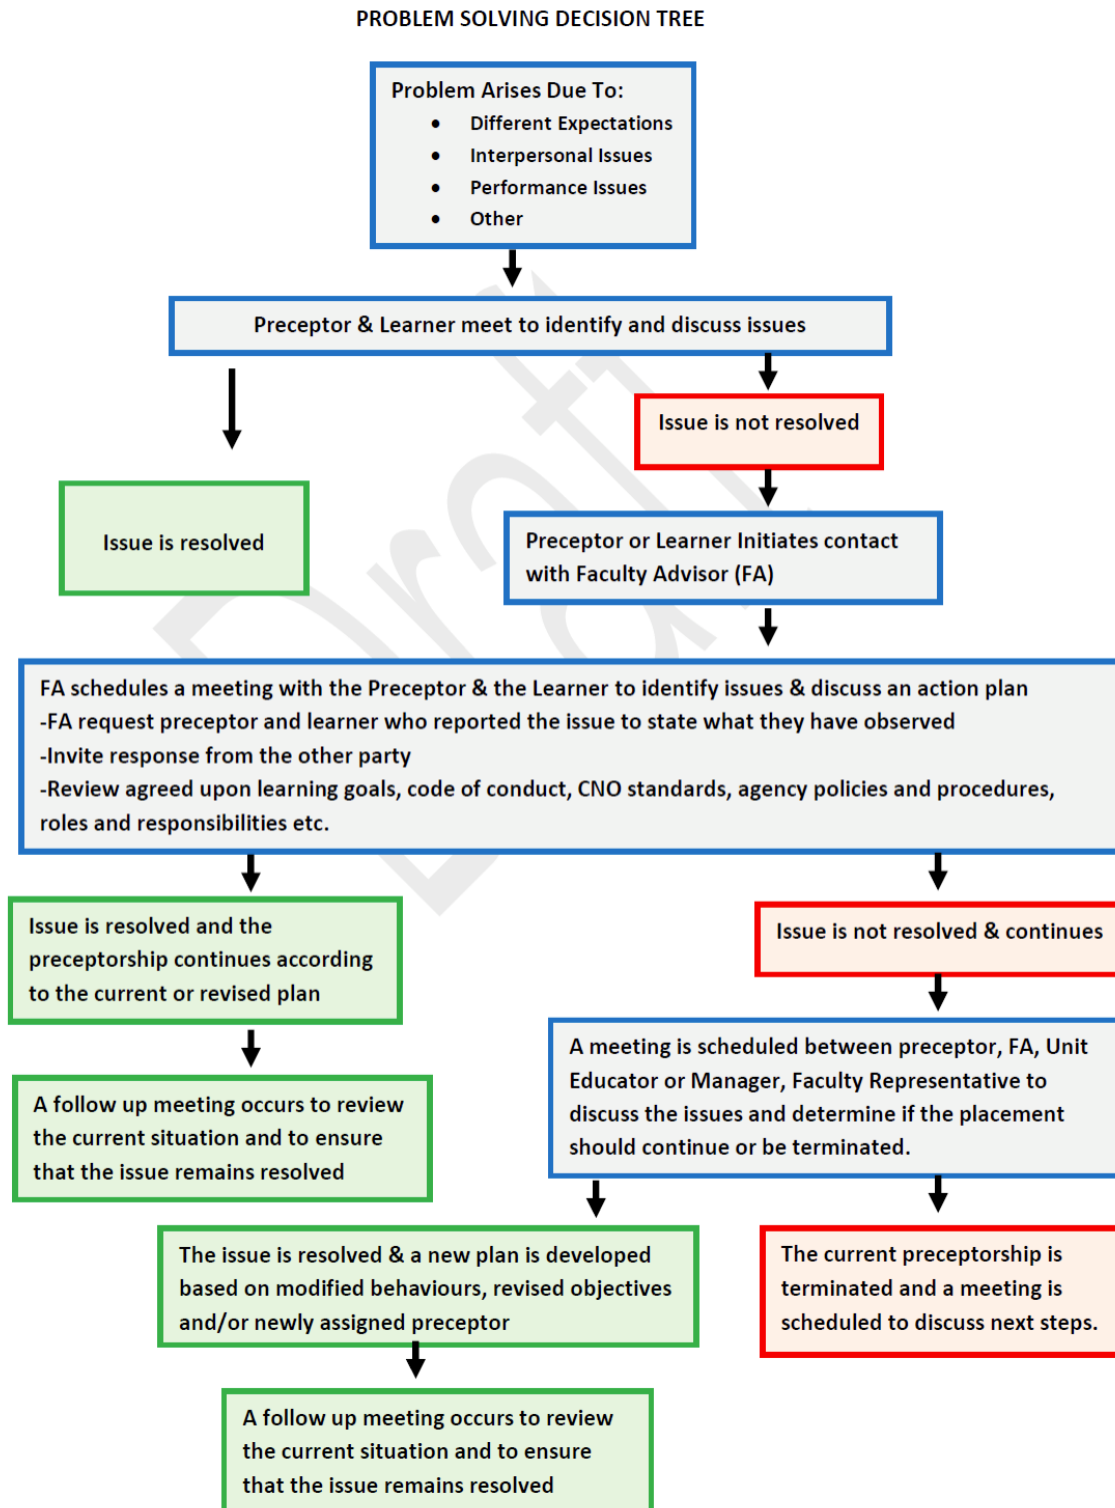 PROBLEM SOLVING DECISION TREE
Problem Arises Due To:
• Different Expectations
• Interpersonal Issues
• Performance Issues
• Other
Preceptor & Learner meet to identify and discuss issues
Issue is not resolved
Issue is resolved
Preceptor or Learner Initiates contact
with Faculty Advisor (FA)
FA schedules a meeting with the Preceptor & the Learner to identify issues & discuss an action plan
-FA request preceptor and learner who reported the issue to state what they have observed
-Invite response from the other party
-Review agreed upon learning goals, code of conduct, CNO standards, agency policies and procedures,
roles and responsibilities etc.
Issue is resolved and the
preceptorship continues according
to the current or revised plan
Issue is not resolved & continues
A follow up meeting occurs to review
the current situation and to ensure
that the issue remains resolved
A meeting is scheduled between preceptor, FA, Unit
Educator or Manager, Faculty Representative to
discuss the issues and determine if the placement
should continue or be terminated.
The issue is resolved & a new plan is developed
based on modified behaviours, revised objectives
and/or newly assigned preceptor
The current preceptorship is
terminated and a meeting is
scheduled to discuss next steps.
A follow up meeting occurs to review
the current situation and to ensure
that the issue remains resolved
Draft